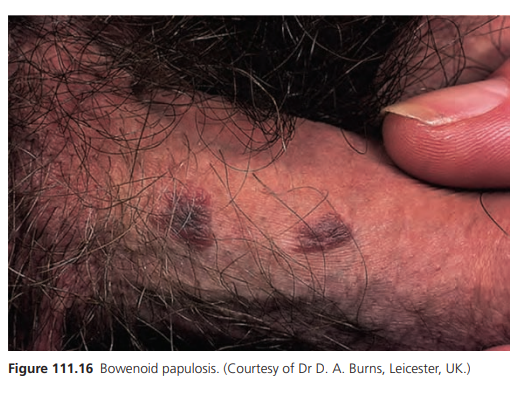 Figure 111.16 Bowenoid papulosis. (Courtesy of Dr D. A. Burns, Leicester, UK.)